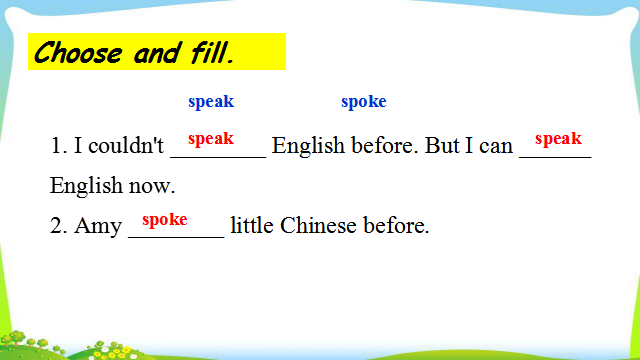 Choose and fill.
speak spoke
1. I couldn't speak English before. But I can speak
English now.
2. Amy spoke little Chinese before.